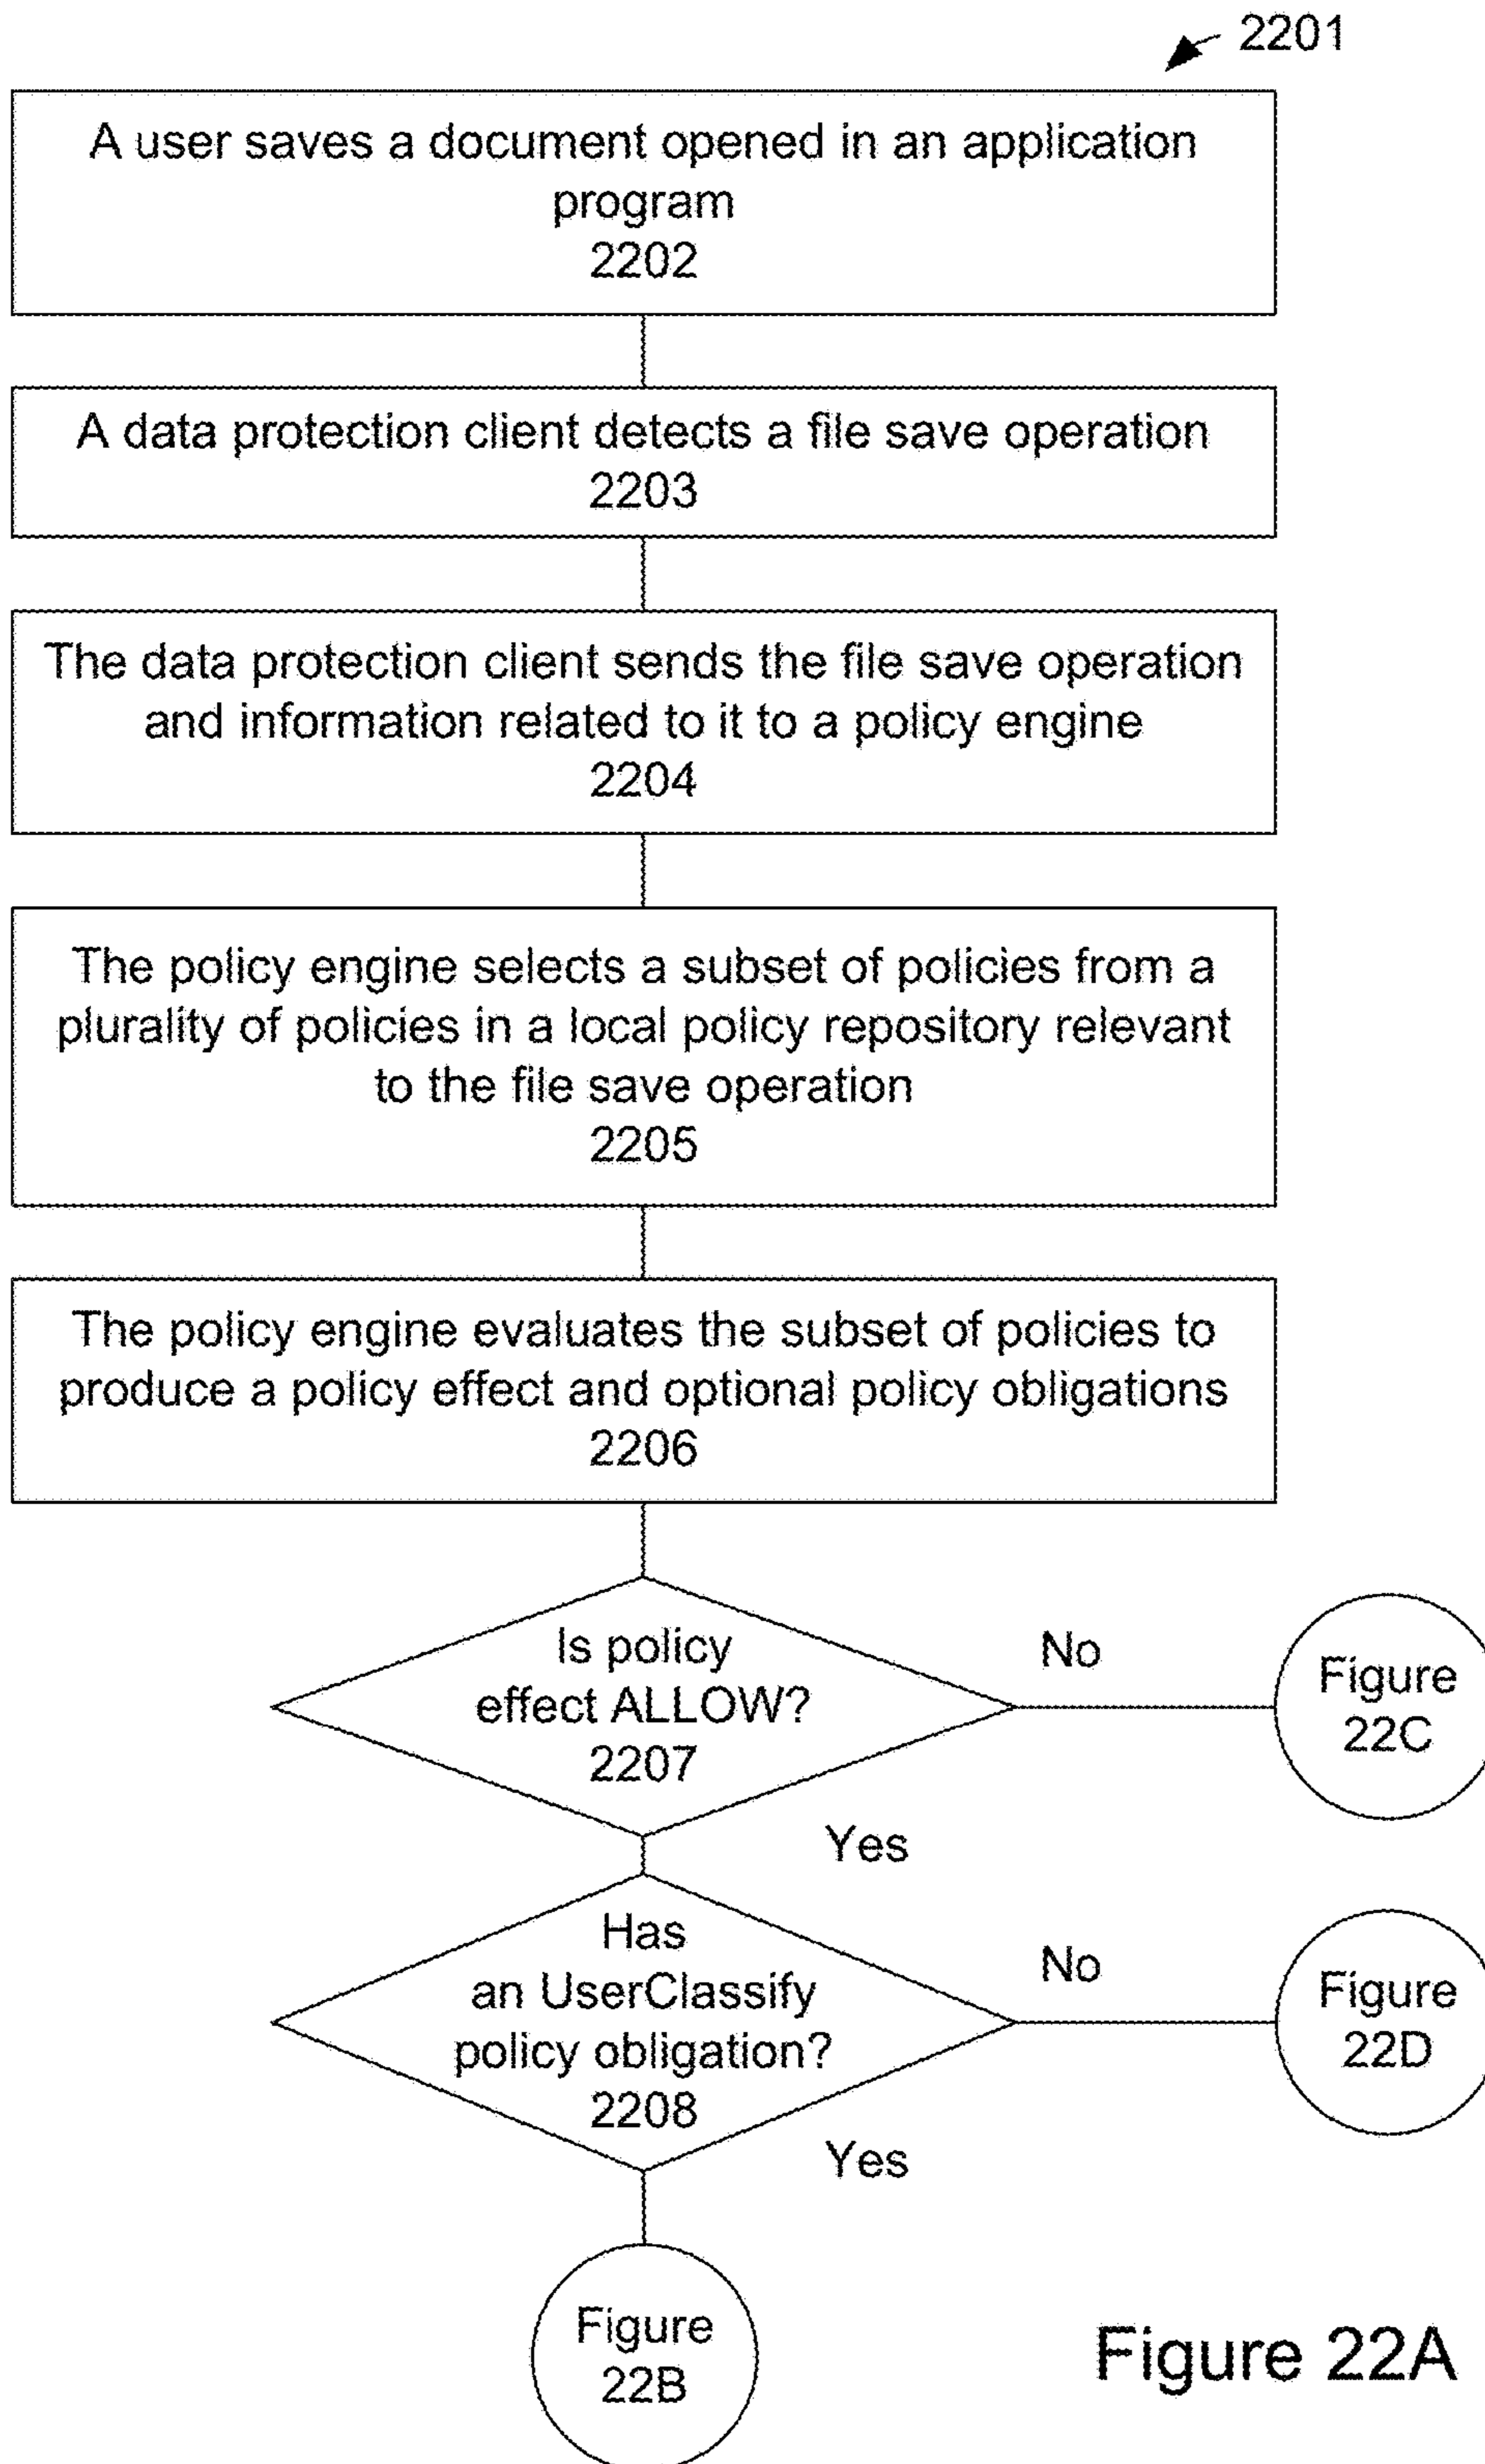 2201
A user saves a document opened in an application
program
2202
A data protection client detects a file save operation
2203
The data protection client sends the file save operation
and information related to it to a policy engine
2204
The policy engine selects a subset of policies from a
plurality of policies in a local policy repository relevant
to the file save operation
2205
The policy engine evaluates the subset of policies to
produce a policy effect and optional policy obligations
2206
Is policy
effect ALLOW?
2207
No
Figure
22C
Yes
Has
an UserClassify
policy obligation?
2208
No
Figure
22D
Yes
Figure
22B
Figure 22A